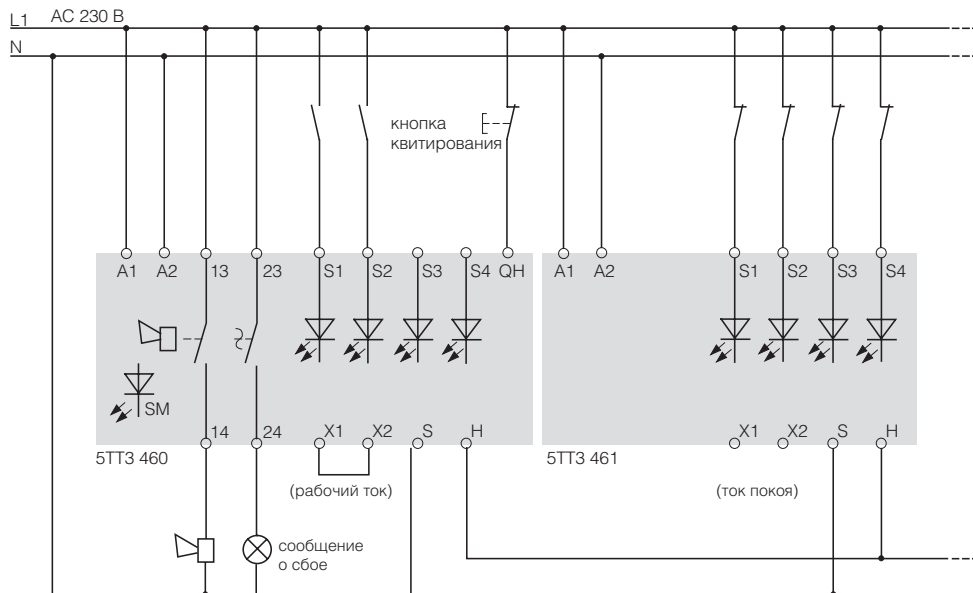 L1 AC 230 В
N
кнопка
квитирования
A1 A2 13 23 S1 S2 S3 S4 QH A1 A2 S1 S2 S3 S4
SM
14 24 X1 X2 S H X1 X2 S H
5TT3 460 5TT3 461
(рабочий ток) (ток покоя)
сообщение
о сбое